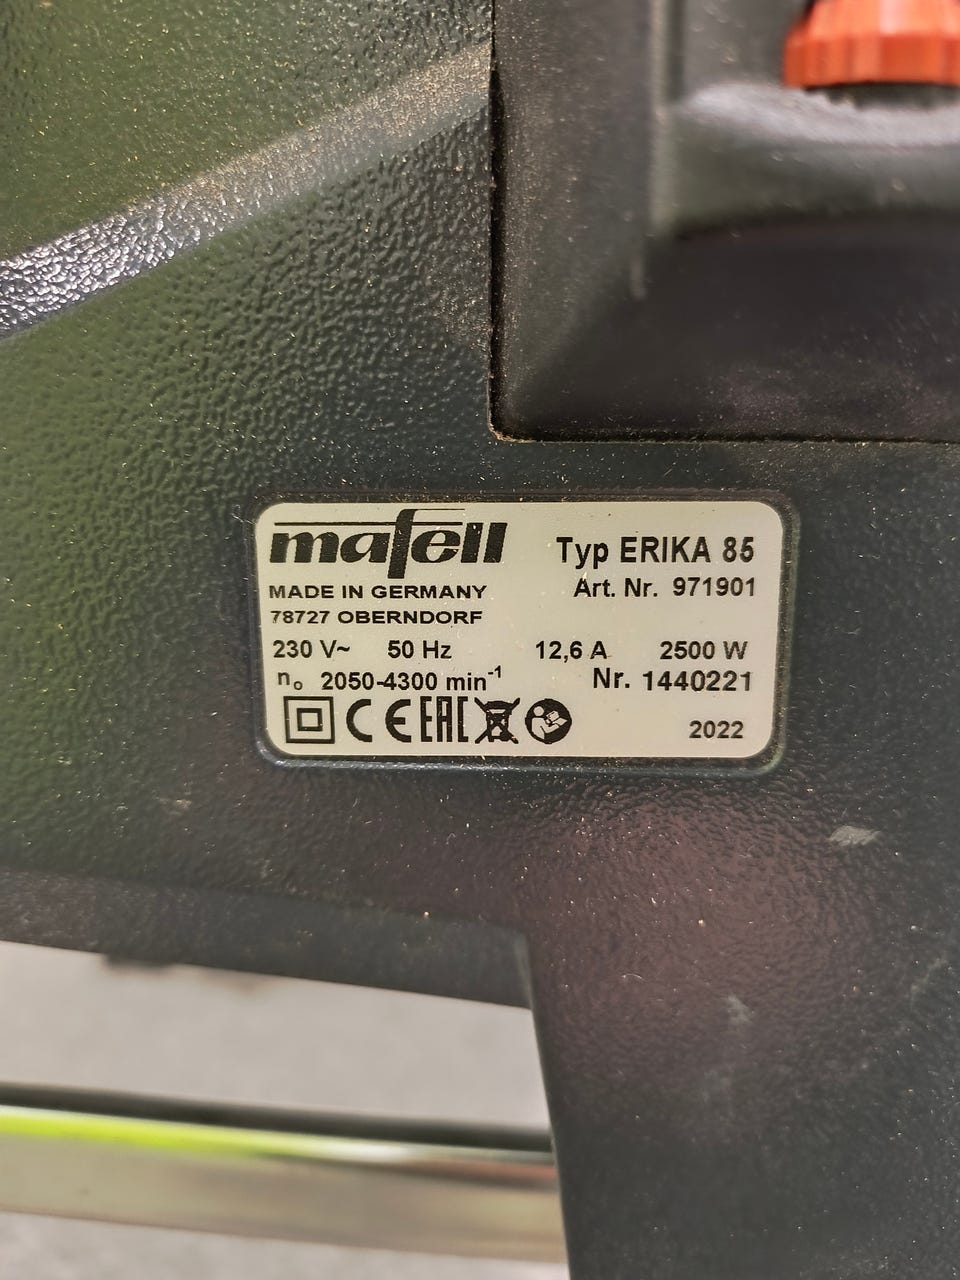 mafell
Typ ERIKA 85
MADE IN GERMANY
Art. Nr. 971901
78727 OBERNDORF
230 V~ 50 Hz 12,6 A 2500 W
n₀ 2050-4300 min⁻¹ Nr. 1440221
CE EAC 2022